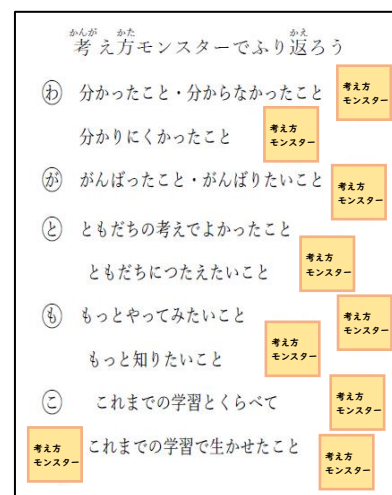 考え方モンスターでふり返ろう
わ 分かったこと・分からなかったこと
考え方
モンスター
分かりにくかったこと
考え方
モンスター
が がんばったこと・がんばりたいこと
考え方
モンスター
と ともだちの考えでよかったこと
ともだちにつたえたいこと
考え方
モンスター
も もっとやってみたいこと
考え方
モンスター
もっと知りたいこと
考え方
モンスター
こ これまでの学習とくらべて
考え方
モンスター
考え方
モンスター
これまでの学習で生かせたこと
考え方
モンスター